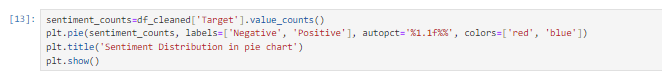 [13]: sentiment_counts=df_cleaned['Target'].value_counts()
plt.pie(sentiment_counts, labels=['Negative', 'Positive'], autopct='%1.1f%%', colors=['red', 'blue'])
plt.title('Sentiment Distribution in pie chart')
plt.show()